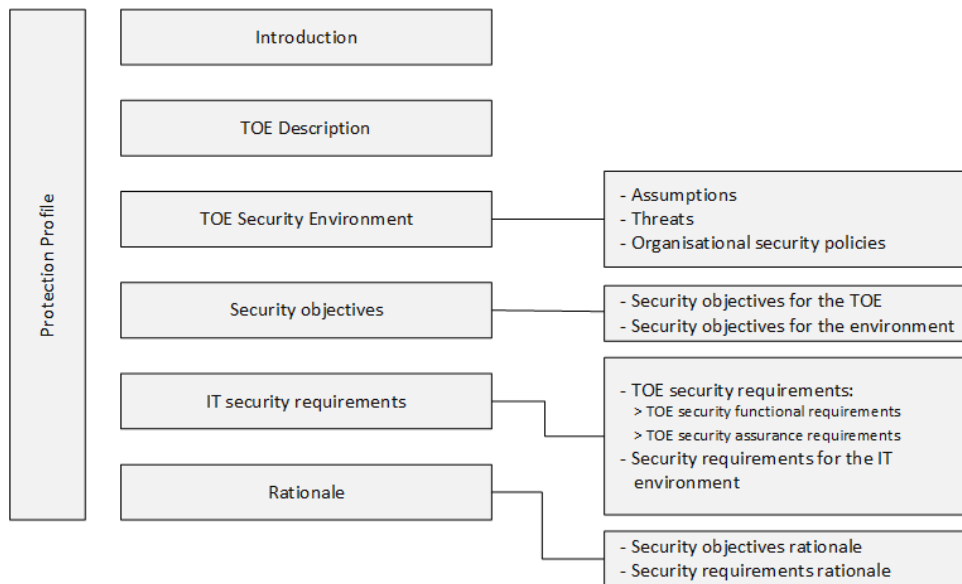 Protection Profile
Introduction
TOE Description
TOE Security Environment
- Assumptions
- Threats
- Organisational security policies
Security objectives
- Security objectives for the TOE
- Security objectives for the environment
IT security requirements
- TOE security requirements:
> TOE security functional requirements
> TOE security assurance requirements
- Security requirements for the IT
environment
Rationale
- Security objectives rationale
- Security requirements rationale